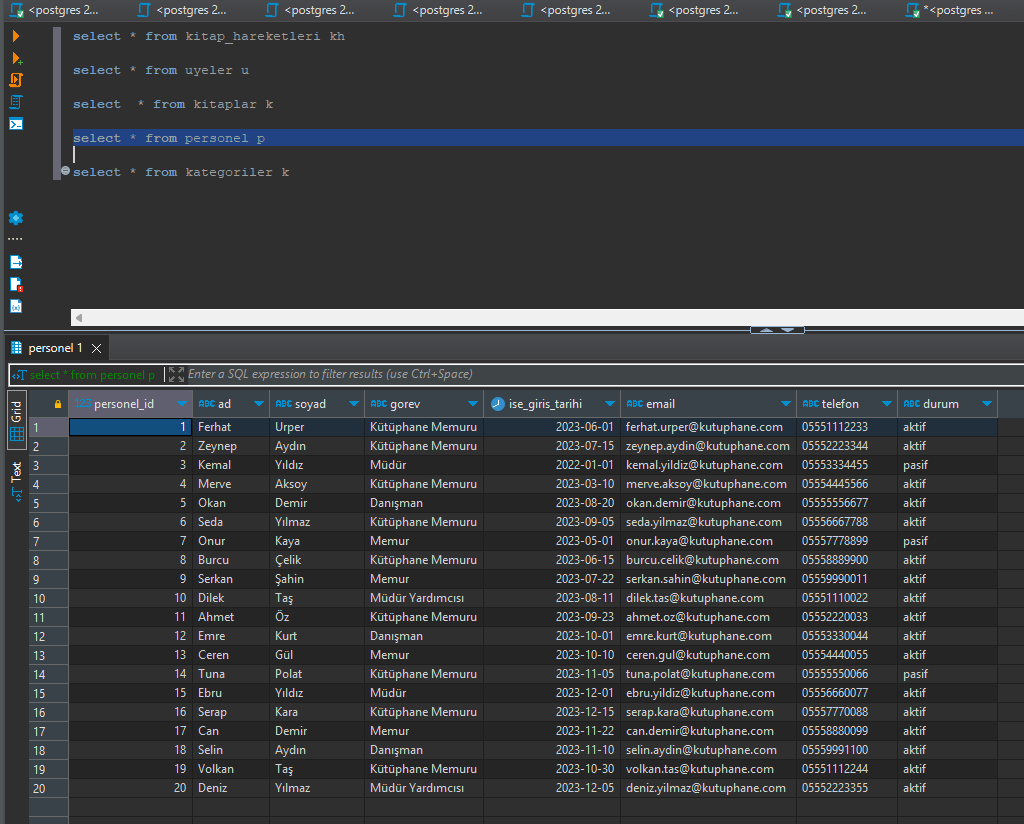 <postgres 2... <postgres 2... <postgres 2... <postgres 2... <postgres 2... <postgres 2... <postgres 2... *<postgres ...
select * from kitap_hareketleri kh
select * from uyeler u
select  * from kitaplar k
select * from personel p
select * from kategoriler k
personel 1
select * from personel p Enter a SQL expression to filter results (use Ctrl+Space)
Grid
Text
123 personel_id ABC ad ABC soyad ABC gorev ise_giris_tarihi ABC email ABC telefon ABC durum
1 1 Ferhat Urper Kütüphane Memuru 2023-06-01 ferhat.urper@kutuphane.com 05551112233 aktif
2 2 Zeynep Aydın Kütüphane Memuru 2023-07-15 zeynep.aydin@kutuphane.com 05552223344 aktif
3 3 Kemal Yıldız Müdür 2022-01-01 kemal.yildiz@kutuphane.com 05553334455 pasif
4 4 Merve Aksoy Kütüphane Memuru 2023-03-10 merve.aksoy@kutuphane.com 05554445566 aktif
5 5 Okan Demir Danışman 2023-08-20 okan.demir@kutuphane.com 05555556677 aktif
6 6 Seda Yılmaz Kütüphane Memuru 2023-09-05 seda.yilmaz@kutuphane.com 05556667788 aktif
7 7 Onur Kaya Memur 2023-05-01 onur.kaya@kutuphane.com 05557778899 pasif
8 8 Burcu Çelik Kütüphane Memuru 2023-06-15 burcu.celik@kutuphane.com 05558889900 aktif
9 9 Serkan Şahin Memur 2023-07-22 serkan.sahin@kutuphane.com 05559990011 aktif
10 10 Dilek Taş Müdür Yardımcısı 2023-08-11 dilek.tas@kutuphane.com 05551110022 aktif
11 11 Ahmet Öz Kütüphane Memuru 2023-09-23 ahmet.oz@kutuphane.com 05552220033 aktif
12 12 Emre Kurt Danışman 2023-10-01 emre.kurt@kutuphane.com 05553330044 aktif
13 13 Ceren Gül Memur 2023-10-10 ceren.gul@kutuphane.com 05554440055 aktif
14 14 Tuna Polat Kütüphane Memuru 2023-11-05 tuna.polat@kutuphane.com 05555550066 pasif
15 15 Ebru Yıldız Müdür 2023-12-01 ebru.yildiz@kutuphane.com 05556660077 aktif
16 16 Serap Kara Kütüphane Memuru 2023-12-15 serap.kara@kutuphane.com 05557770088 aktif
17 17 Can Demir Memur 2023-11-22 can.demir@kutuphane.com 05558880099 aktif
18 18 Selin Aydın Danışman 2023-11-10 selin.aydin@kutuphane.com 05559991100 aktif
19 19 Volkan Taş Kütüphane Memuru 2023-10-30 volkan.tas@kutuphane.com 05551112244 aktif
20 20 Deniz Yılmaz Müdür Yardımcısı 2023-12-05 deniz.yilmaz@kutuphane.com 05552223355 aktif